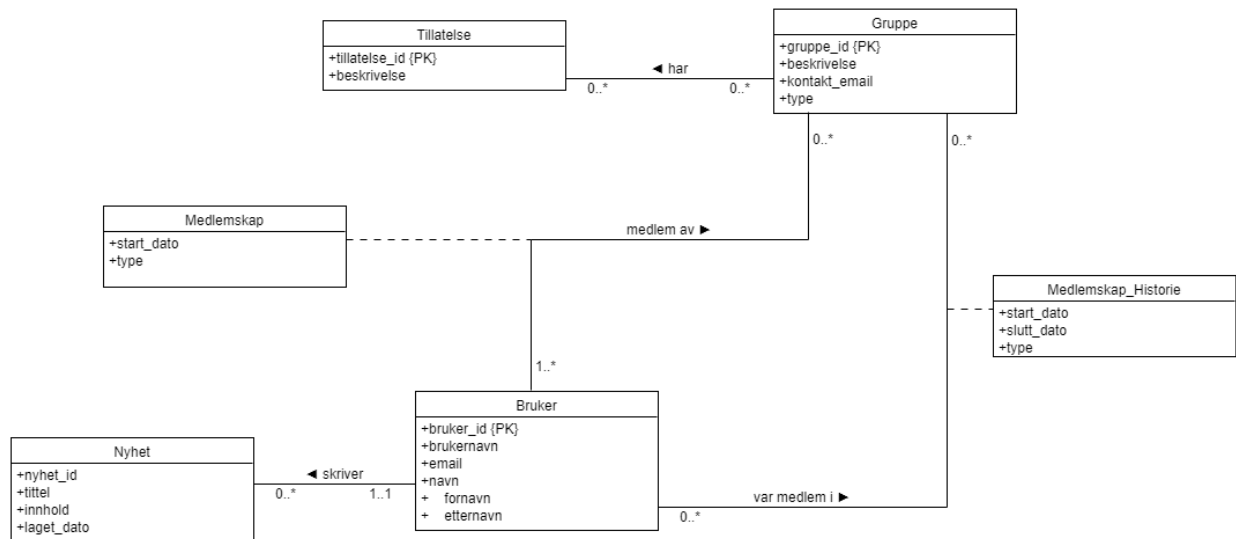 Tillatelse
+tillatelse_id {PK}
+beskrivelse
Gruppe
+gruppe_id {PK}
+beskrivelse
+kontakt_email
+type
◄ har
0..*
0..*
0..*
0..*
Medlemskap
+start_dato
+type
medlem av ►
Medlemskap_Historie
+start_dato
+slutt_dato
+type
1..*
Bruker
+bruker_id {PK}
+brukernavn
+email
+navn
+ fornavn
+ etternavn
Nyhet
+nyhet_id
+tittel
+innhold
+laget_dato
◄ skriver
0..*
1..1
var medlem i ►
0..*